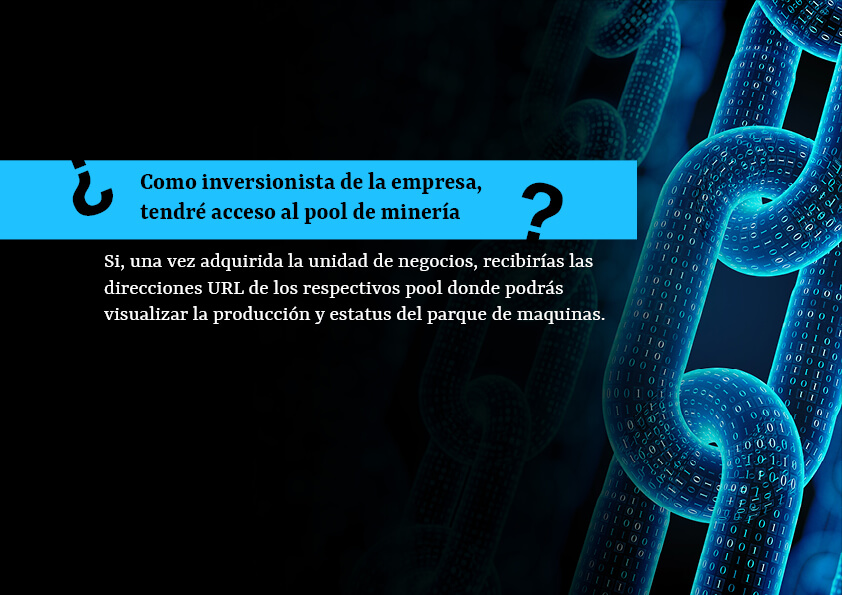 ¿Como inversionista de la empresa,
tendré acceso al pool de minería?
Si, una vez adquirida la unidad de negocios, recibirías las
direcciones URL de los respectivos pool donde podrás
visualizar la producción y estatus del parque de maquinas.